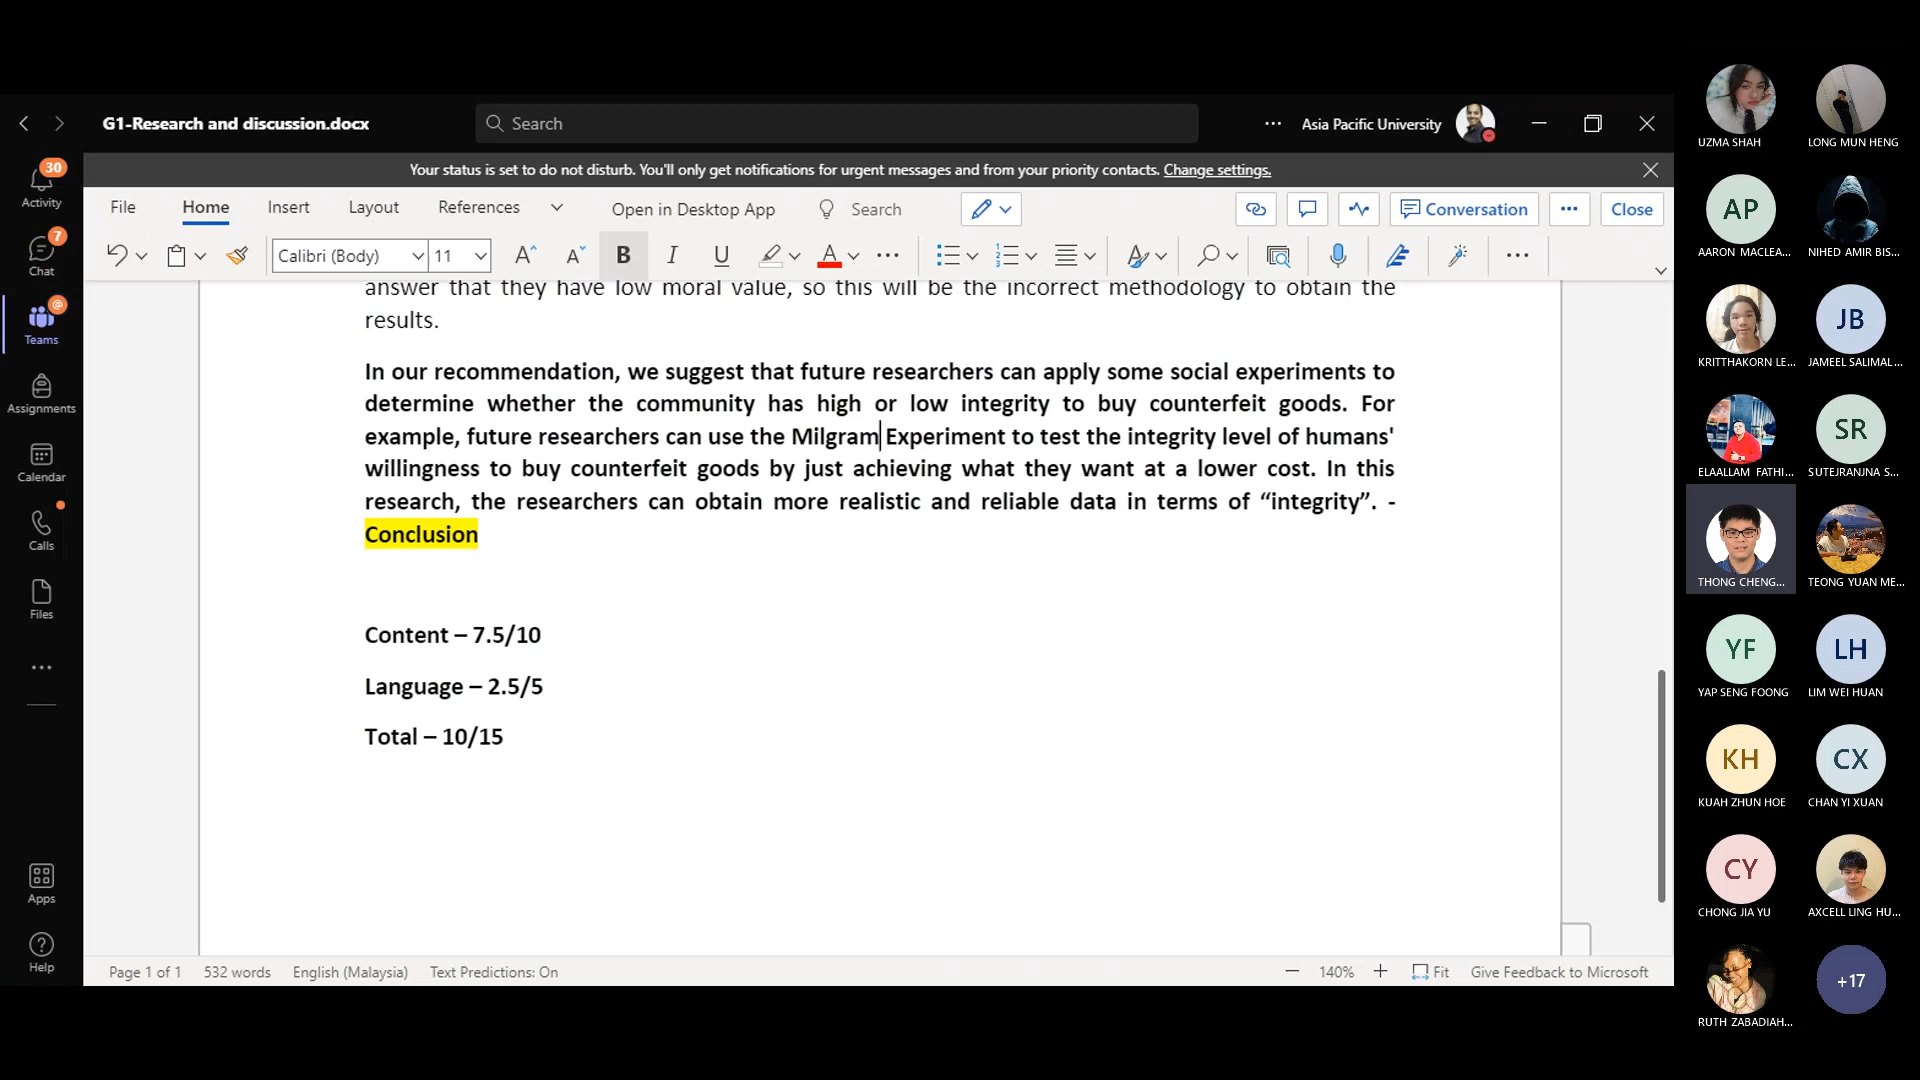 G1-Research and discussion.docx
Search
Asia Pacific University
Your status is set to do not disturb. You'll only get notifications for urgent messages and from your priority contacts. Change settings.
30
Activity
7
Chat
@
Teams
Assignments
Calendar
Calls
Files
Apps
Help
File Home Insert Layout References Open in Desktop App Search Conversation Close
Calibri (Body) 11 A A B I U A
answer that they have low moral value, so this will be the incorrect methodology to obtain the
results.
In our recommendation, we suggest that future researchers can apply some social experiments to
determine whether the community has high or low integrity to buy counterfeit goods. For
example, future researchers can use the Milgram Experiment to test the integrity level of humans'
willingness to buy counterfeit goods by just achieving what they want at a lower cost. In this
research, the researchers can obtain more realistic and reliable data in terms of “integrity”. -
Conclusion
Content – 7.5/10
Language – 2.5/5
Total – 10/15
Page 1 of 1 532 words English (Malaysia) Text Predictions: On 140% Fit Give Feedback to Microsoft
UZMA SHAH LONG MUN HENG
AP
AARON MACLEA... NIHED AMIR BIS...
JB
KRITTHAKORN LE... JAMEEL SALIMAL...
SR
ELAALLAM FATHI... SUTEJRANJNA S...
THONG CHENG... TEONG YUAN ME...
YF LH
YAP SENG FOONG LIM WEI HUAN
KH CX
KUAH ZHUN HOE CHAN YI XUAN
CY
CHONG JIA YU AXCELL LING HU...
+17
RUTH ZABADIAH...